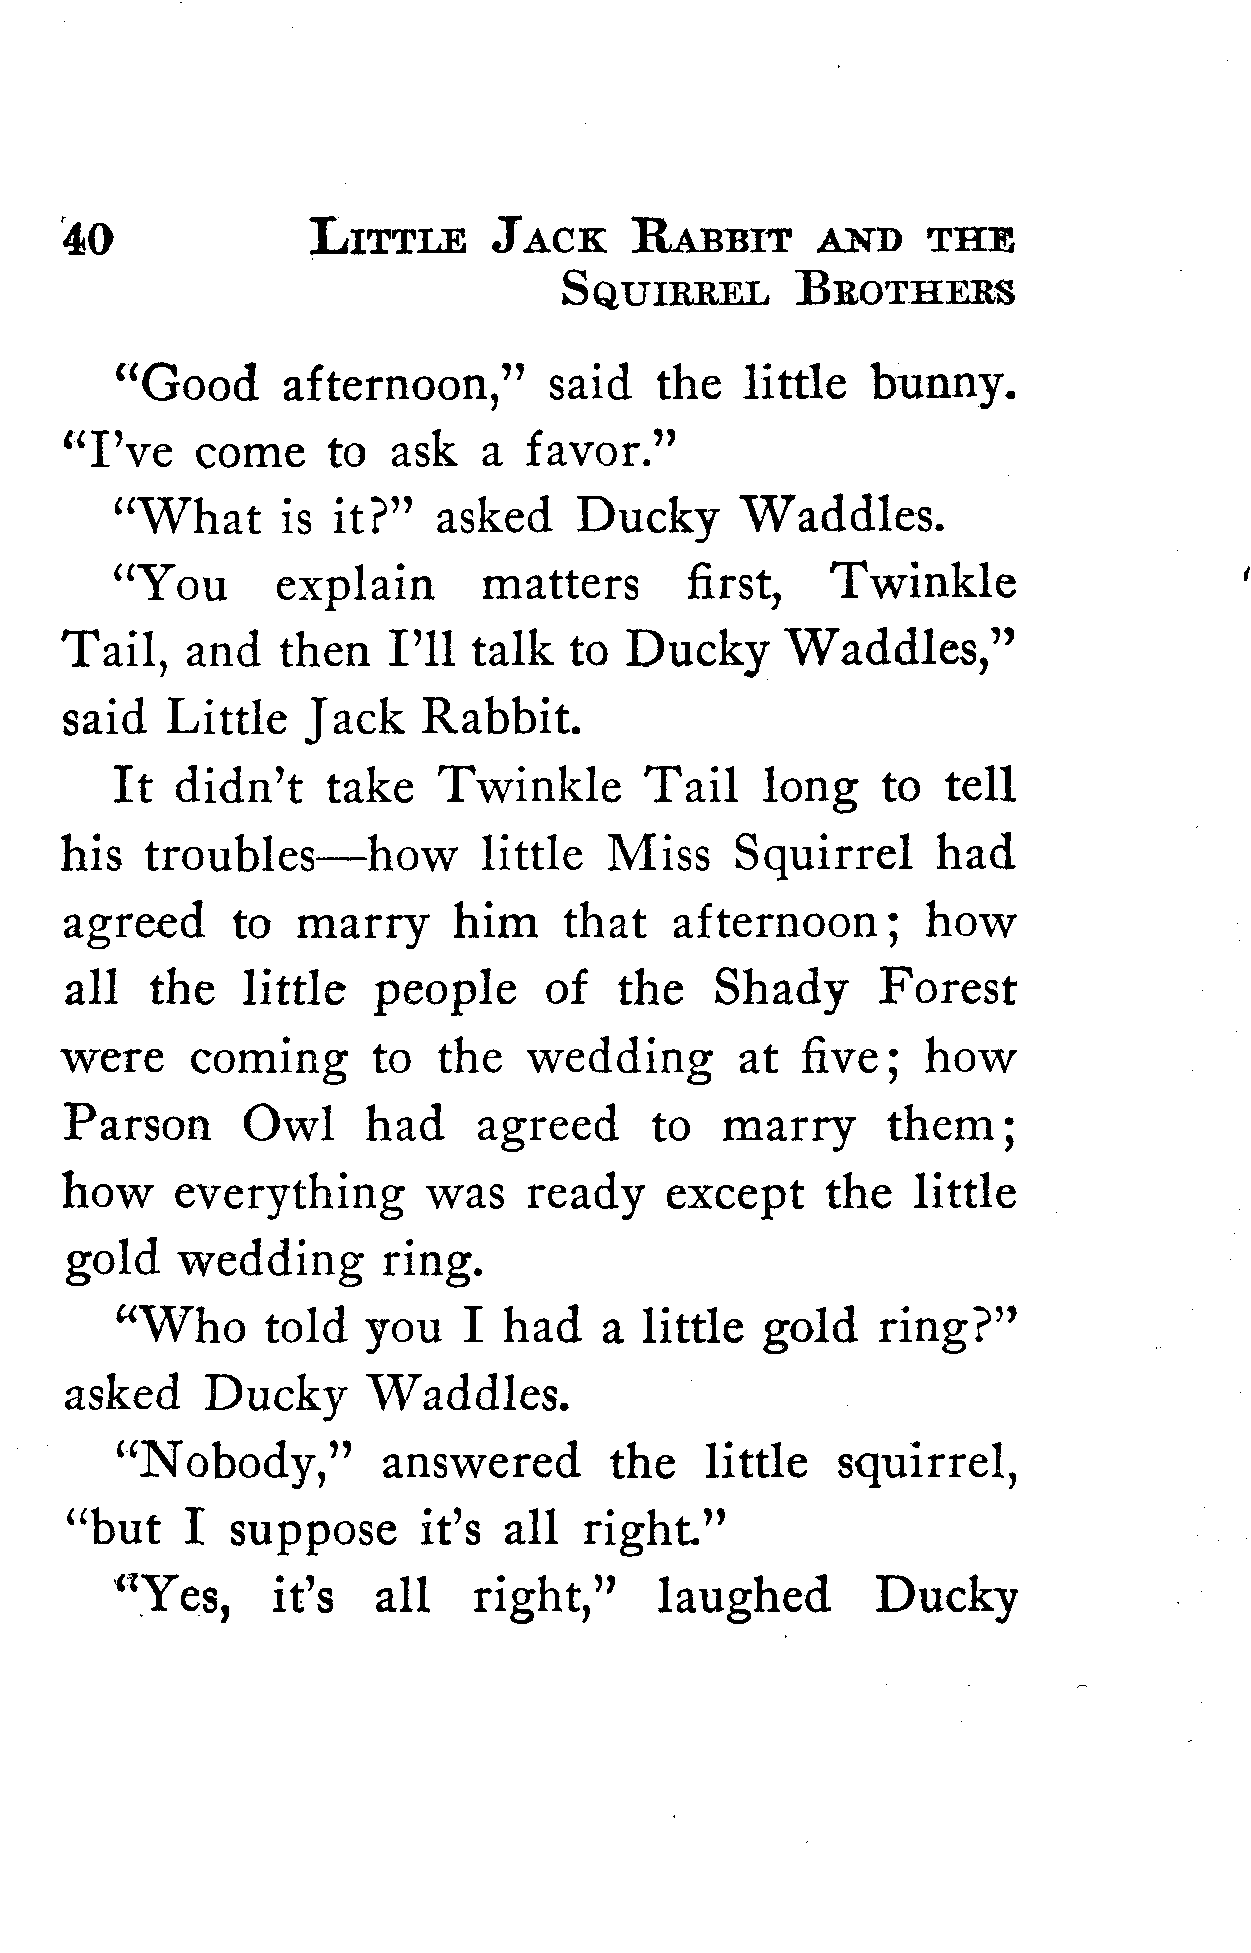 40 LITTLE JACK RABBIT AND THE
SQUIRREL BROTHERS
“Good afternoon,” said the little bunny.
“I’ve come to ask a favor.”
“What is it?” asked Ducky Waddles.
“You explain matters first, Twinkle
Tail, and then I’ll talk to Ducky Waddles,”
said Little Jack Rabbit.
It didn’t take Twinkle Tail long to tell
his troubles—how little Miss Squirrel had
agreed to marry him that afternoon; how
all the little people of the Shady Forest
were coming to the wedding at five; how
Parson Owl had agreed to marry them;
how everything was ready except the little
gold wedding ring.
“Who told you I had a little gold ring?”
asked Ducky Waddles.
“Nobody,” answered the little squirrel,
“but I suppose it’s all right.”
“Yes, it’s all right,” laughed Ducky